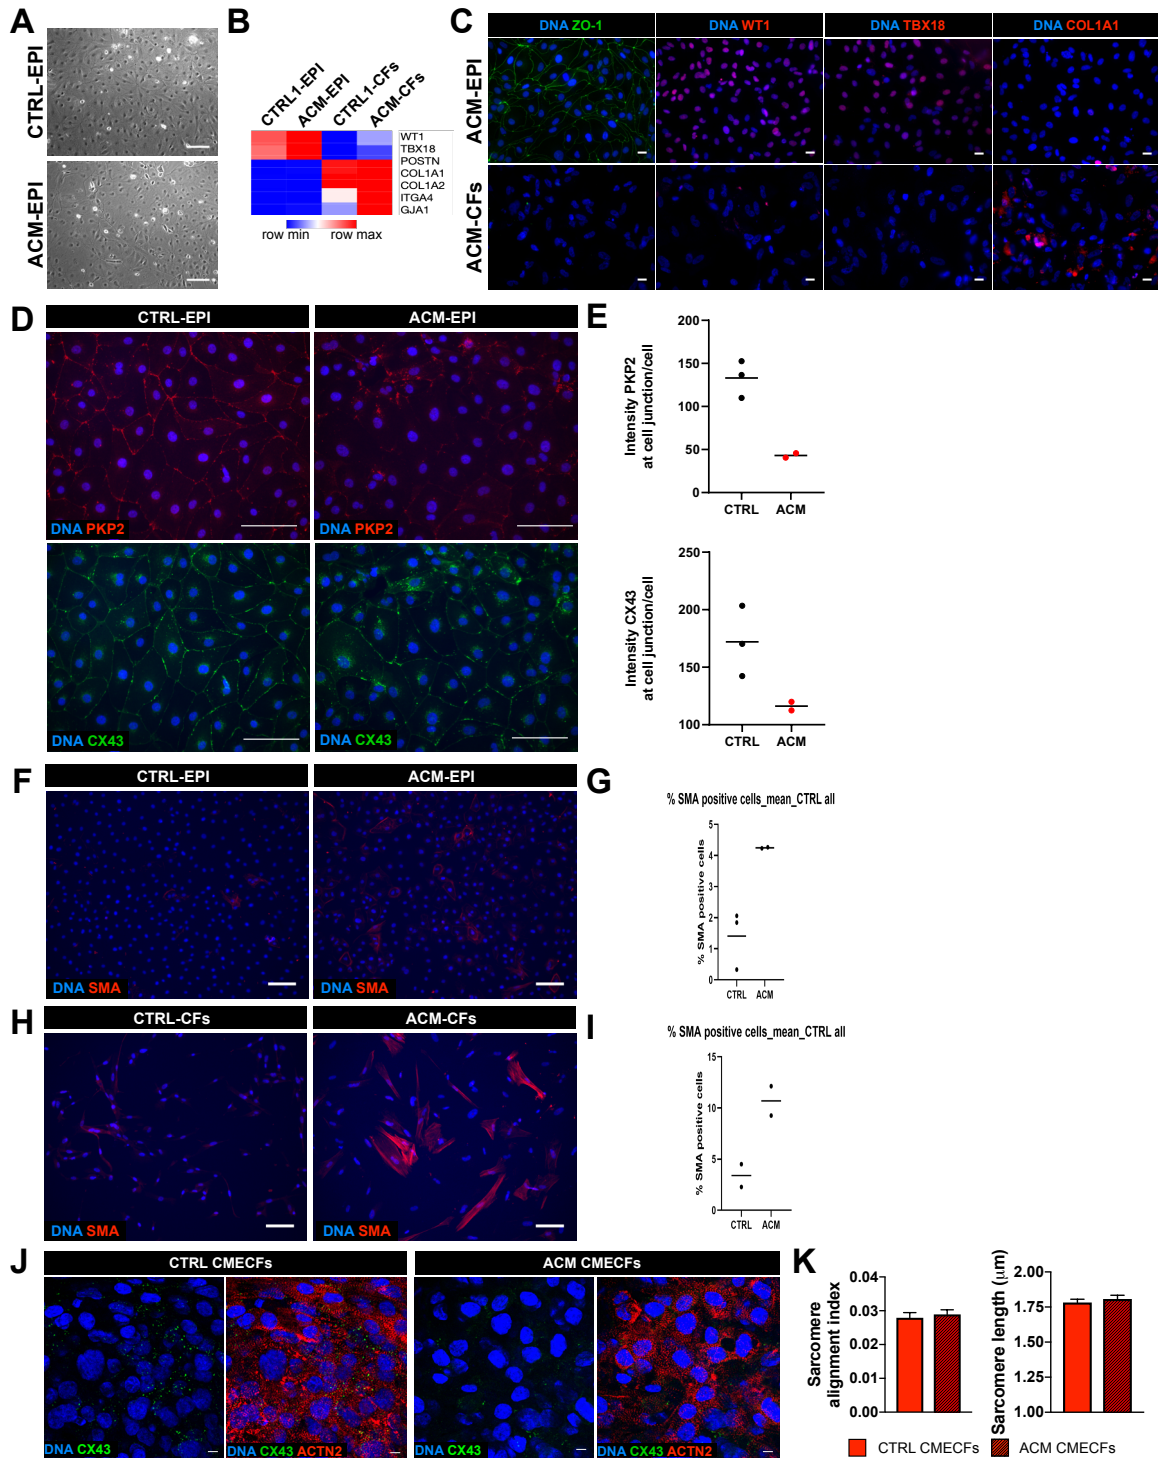 A
CTRL-EPI
ACM-EPI
B
CTRL1-EPI
ACM-EPI
CTRL1-CFs
ACM-CFs
WT1
TBX18
POSTN
COL1A1
COL1A2
ITGA4
GJA1
row min row max
C
DNA ZO-1
DNA WT1
DNA TBX18
DNA COL1A1
ACM-EPI
ACM-CFs
D
CTRL-EPI
ACM-EPI
DNA PKP2
DNA PKP2
DNA CX43
DNA CX43
E
Intensity PKP2
at cell junction/cell
200
150
100
50
0
CTRL ACM
Intensity CX43
at cell junction/cell
250
200
150
100
CTRL ACM
F
CTRL-EPI
ACM-EPI
DNA SMA
DNA SMA
G
% SMA positive cells_mean_CTRL all
% SMA positive cells
5
4
3
2
1
0
CTRL ACM
H
CTRL-CFs
ACM-CFs
DNA SMA
DNA SMA
I
% SMA positive cells_mean_CTRL all
% SMA positive cells
15
10
5
0
CTRL ACM
J
CTRL CMECFs
ACM CMECFs
DNA CX43
DNA CX43 ACTN2
DNA CX43
DNA CX43 ACTN2
K
Sarcomere
alignment index
0.04
0.03
0.02
0.01
0.00
Sarcomere length (μm)
2.00
1.75
1.50
1.25
1.00
CTRL CMECFs
ACM CMECFs